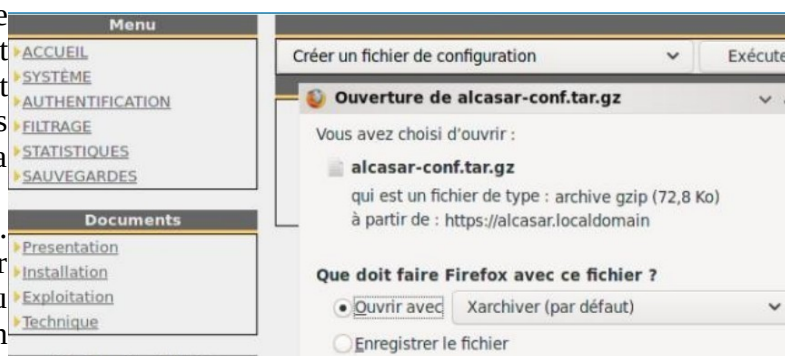 Menu
ACCUEIL
SYSTÈME
AUTHENTIFICATION
FILTRAGE
STATISTIQUES
SAUVEGARDES
Documents
Presentation
Installation
Exploitation
Technique
Créer un fichier de configuration
Ouverture de alcasar-conf.tar.gz
Vous avez choisi d'ouvrir :
alcasar-conf.tar.gz
qui est un fichier de type : archive gzip (72,8 Ko)
à partir de : https://alcasar.localdomain
Que doit faire Firefox avec ce fichier ?
Ouvrir avec Xarchiver (par défaut)
Enregistrer le fichier